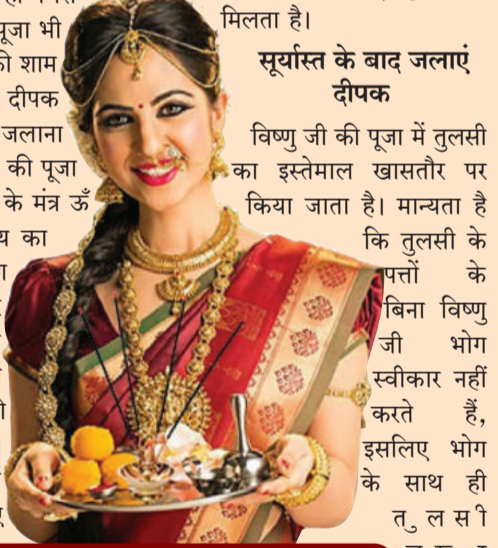 पूजा भी
शाम
दीपक
जलाना
की पूजा
के मंत्र ऊँ
का
मिलता है।
सूर्यास्त के बाद जलाएं
दीपक
विष्णु जी की पूजा में तुलसी
का इस्तेमाल खासतौर पर
किया जाता है। मान्यता है
कि तुलसी के
पत्तों के
बिना विष्णु
जी भोग
स्वीकार नहीं
करते हैं,
इसलिए भोग
के साथ ही
तुलसी